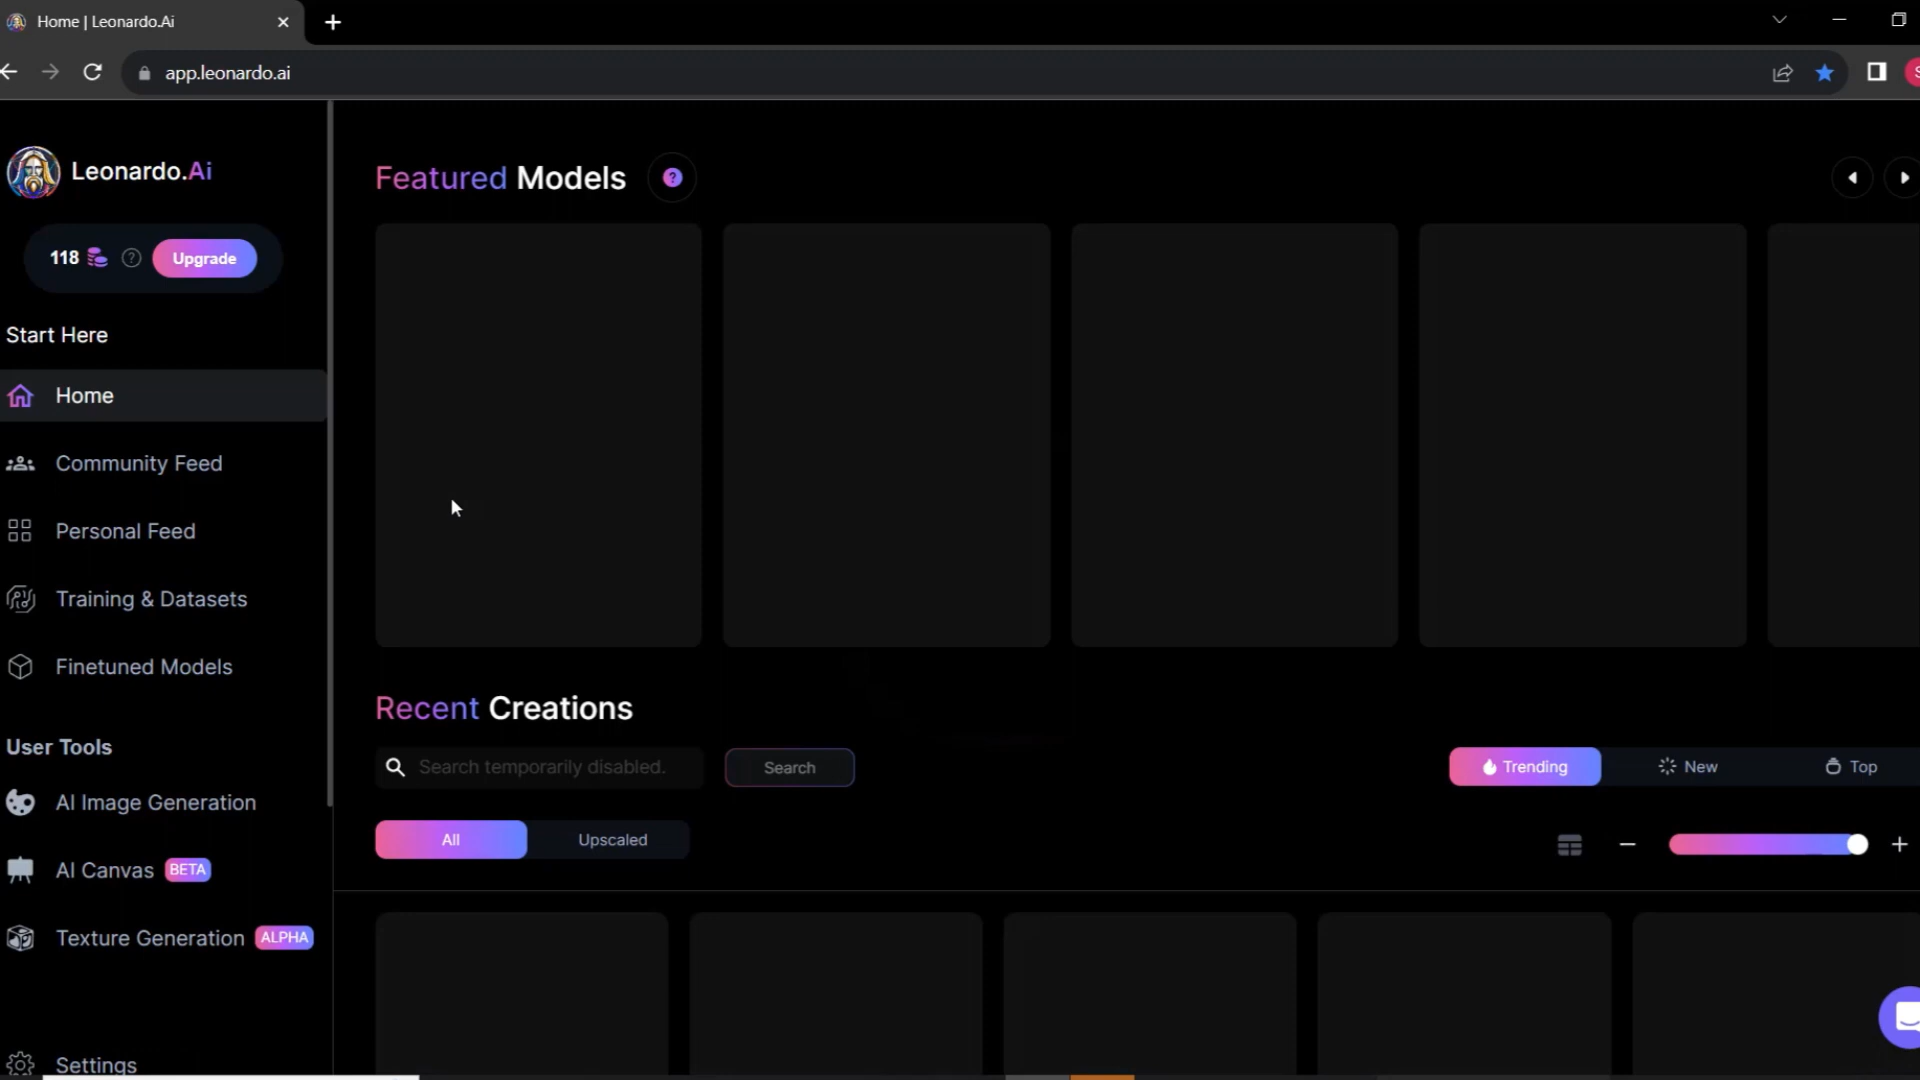 Home | Leonardo.Ai
app.leonardo.ai
Leonardo.Ai
118 ? Upgrade
Start Here
Home
Community Feed
Personal Feed
Training & Datasets
Finetuned Models
User Tools
AI Image Generation
AI Canvas BETA
Texture Generation ALPHA
Settings
Featured Models ?
Recent Creations
Search temporarily disabled.
Search
Trending
New
Top
All
Upscaled